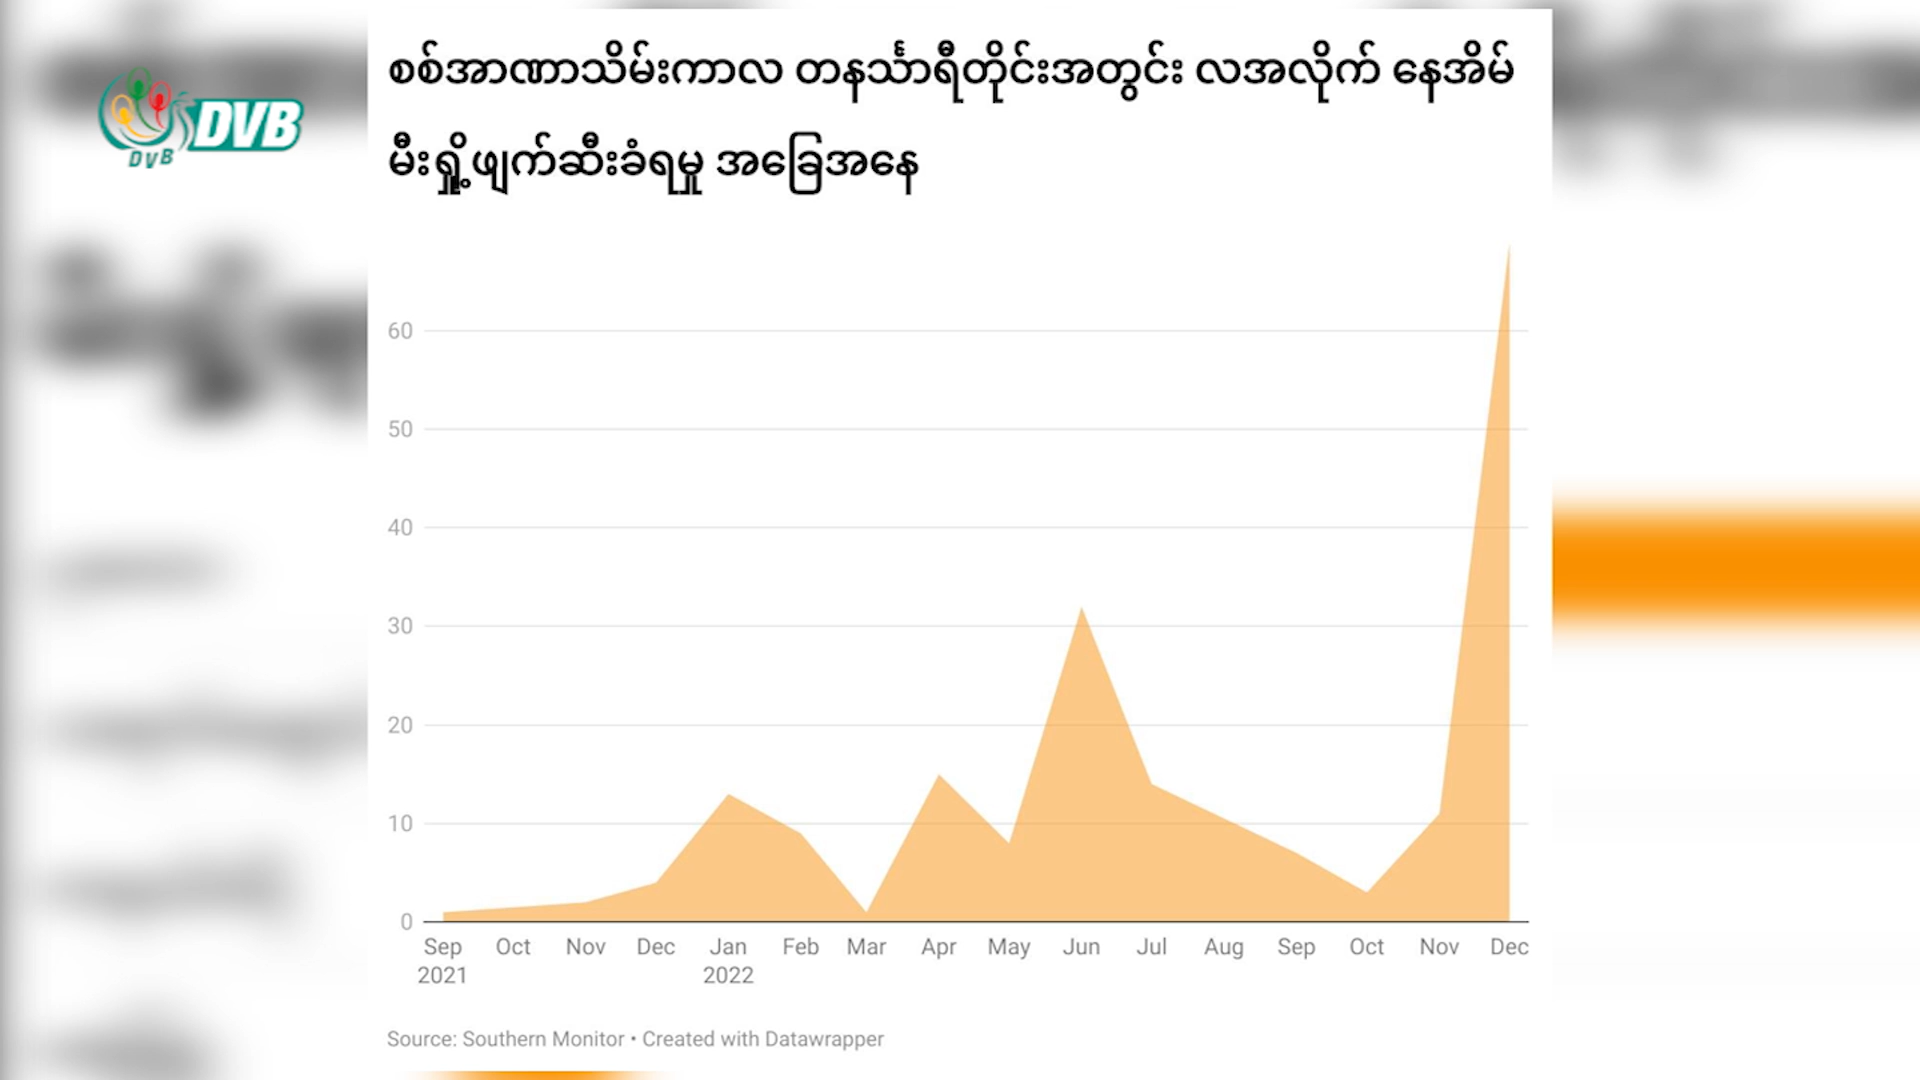 DVB
DVB
စစ်အာဏာသိမ်းကာလ တနင်္သာရီတိုင်းအတွင်း လအလိုက် နေအိမ်
မီးရှို့ဖျက်ဆီးခံရမှု အခြေအနေ
60
50
40
30
20
10
0
Sep Oct Nov Dec Jan Feb Mar Apr May Jun Jul Aug Sep Oct Nov Dec
2021 2022
Source: Southern Monitor • Created with Datawrapper